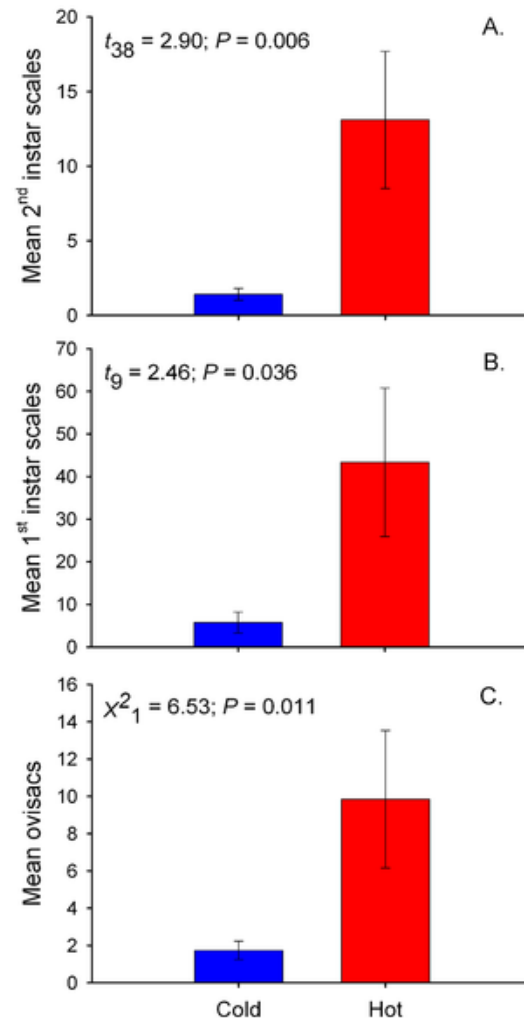 A.
t38 = 2.90; P = 0.006
Mean 2nd instar scales
20
15
10
5
0
B.
t9 = 2.46; P = 0.036
Mean 1st instar scales
70
60
50
40
30
20
10
0
C.
X21 = 6.53; P = 0.011
Mean ovisacs
16
14
12
10
8
6
4
2
0
Cold Hot